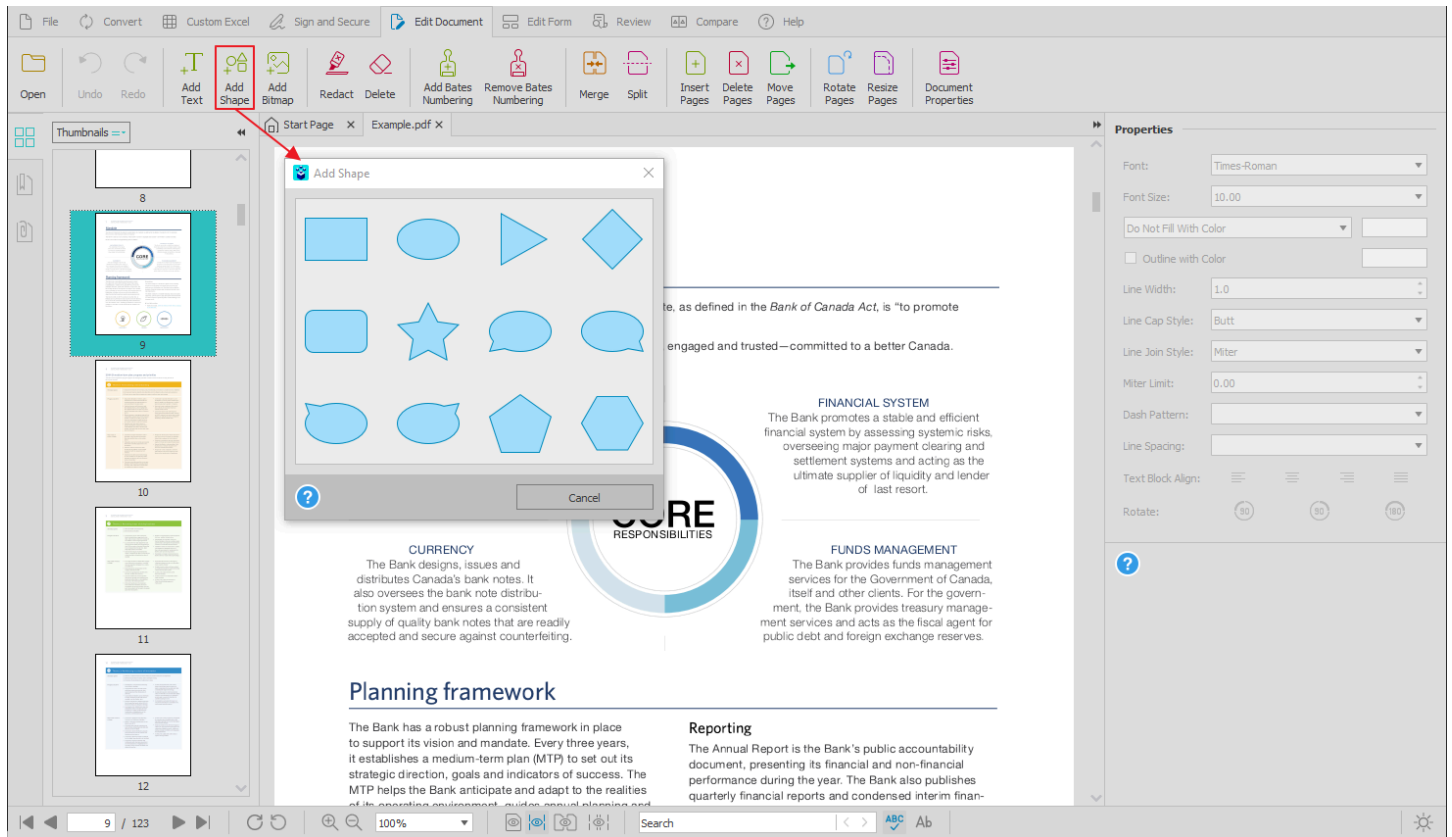 File Convert Custom Excel Sign and Secure Edit Document Edit Form Review Compare Help
Open Undo Redo Add Text Add Shape Add Bitmap Redact Delete Add Bates Numbering Remove Bates Numbering Merge Split Insert Pages Delete Pages Move Pages Rotate Pages Resize Pages Document Properties
Thumbnails
8
9
10
11
12
Start Page Example.pdf
Add Shape
Cancel
te, as defined in the Bank of Canada Act, is “to promote
engaged and trusted—committed to a better Canada.
FINANCIAL SYSTEM
The Bank promotes a stable and efficient
financial system by assessing systemic risks,
overseeing major payment clearing and
settlement systems and acting as the
ultimate supplier of liquidity and lender
of last resort.
CORE
RESPONSIBILITIES
CURRENCY
The Bank designs, issues and
distributes Canada's bank notes. It
also oversees the bank note distribu-
tion system and ensures a consistent
supply of quality bank notes that are readily
accepted and secure against counterfeiting.
FUNDS MANAGEMENT
The Bank provides funds management
services for the Government of Canada,
itself and other clients. For the govern-
ment, the Bank provides treasury manage-
ment services and acts as the fiscal agent for
public debt and foreign exchange reserves.
Planning framework
The Bank has a robust planning framework in place
to support its vision and mandate. Every three years,
it establishes a medium-term plan (MTP) to set out its
strategic direction, goals and indicators of success. The
MTP helps the Bank anticipate and adapt to the realities
of its operating environment, guides annual planning and
Reporting
The Annual Report is the Bank's public accountability
document, presenting its financial and non-financial
performance during the year. The Bank also publishes
quarterly financial reports and condensed interim finan-
Properties
Font: Times-Roman
Font Size: 10.00
Do Not Fill With Color
Outline with Color
Line Width: 1.0
Line Cap Style: Butt
Line Join Style: Miter
Miter Limit: 0.00
Dash Pattern:
Line Spacing:
Text Block Align:
Rotate: 90 90 180
9 / 123 100% Search ABC Ab